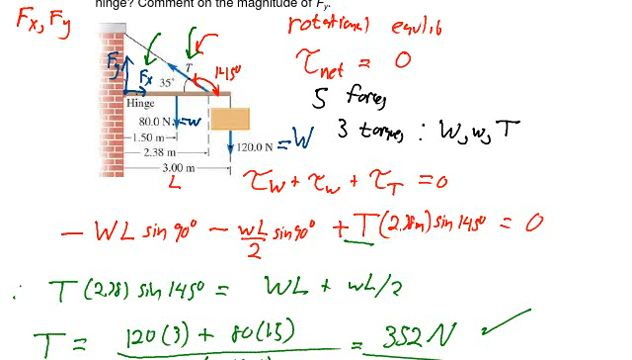 hinge? Comment on the magnitude of Fy.
Fx, Fy
rotational equlib
τnet = 0
5 forces
3 torques : W, w, T
Fy
Fx
T
145°
35°
Hinge
80.0 N = w
1.50 m
2.38 m
120.0 N = W
3.00 m
L
τW + τw + τT = 0
- WL sin 90° - wL/2 sin 90° + T(2.38m) sin 145° = 0
∴ T(2.38) sin 145° = WL + wL/2
T = 120(3) + 80(1.5) = 352 N ✓